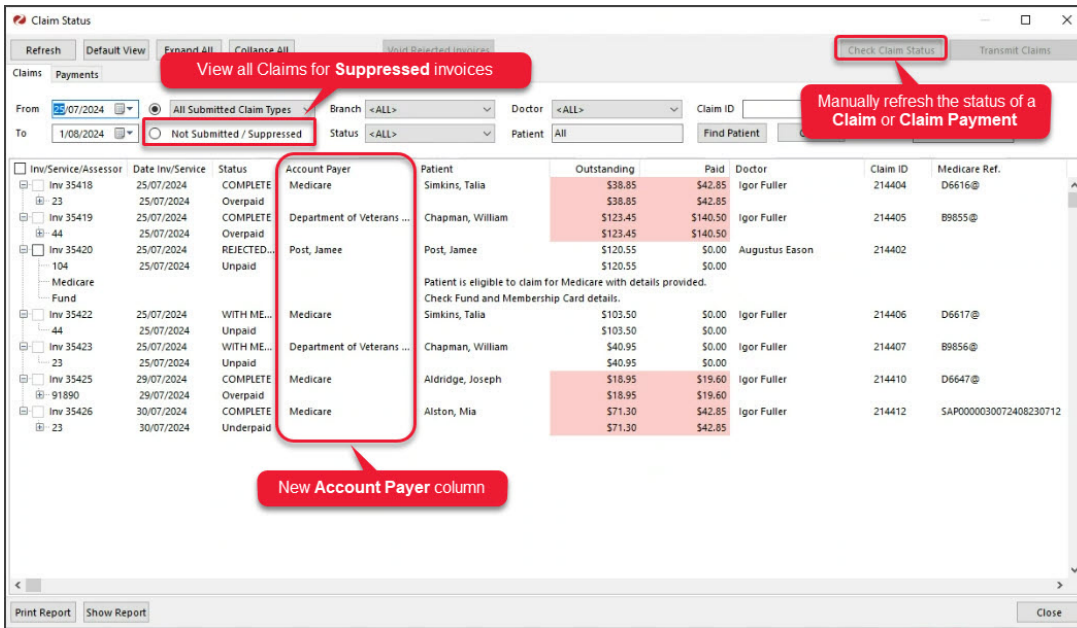 Claim Status
Refresh Default View Expand All Collapse All Void Rejected Invoices Check Claim Status Transmit Claims
View all Claims for Suppressed invoices
Claims Payments
Manually refresh the status of a
Claim or Claim Payment
From 25/07/2024 All Submitted Claim Types Branch <ALL> Doctor <ALL> Claim ID
To 1/08/2024 Not Submitted / Suppressed Status <ALL> Patient All Find Patient
Inv/Service/Assessor Date Inv/Service Status Account Payer Patient Outstanding Paid Doctor Claim ID Medicare Ref.
Inv 35418 25/07/2024 COMPLETE Medicare Simkins, Talia $38.85 $42.85 Igor Fuller 214404 D6616@
23 25/07/2024 Overpaid $38.85 $42.85
Inv 35419 25/07/2024 COMPLETE Department of Veterans ... Chapman, William $123.45 $140.50 Igor Fuller 214405 B9855@
44 25/07/2024 Overpaid $123.45 $140.50
Inv 35420 25/07/2024 REJECTED... Post, Jamee Post, Jamee $120.55 $0.00 Augustus Eason 214402
104 25/07/2024 Unpaid $120.55 $0.00
Medicare Patient is eligible to claim for Medicare with details provided.
Fund Check Fund and Membership Card details.
Inv 35422 25/07/2024 WITH ME... Medicare Simkins, Talia $103.50 $0.00 Igor Fuller 214406 D6617@
44 25/07/2024 Unpaid $103.50 $0.00
Inv 35423 25/07/2024 WITH ME... Department of Veterans ... Chapman, William $40.95 $0.00 Igor Fuller 214407 B9856@
23 25/07/2024 Unpaid $40.95 $0.00
Inv 35425 29/07/2024 COMPLETE Medicare Aldridge, Joseph $18.95 $19.60 Igor Fuller 214410 D6647@
91890 29/07/2024 Overpaid $18.95 $19.60
Inv 35426 30/07/2024 COMPLETE Medicare Alston, Mia $71.30 $42.85 Igor Fuller 214412 SAP0000030072408230712
23 30/07/2024 Underpaid $71.30 $42.85
New Account Payer column
Print Report Show Report Close